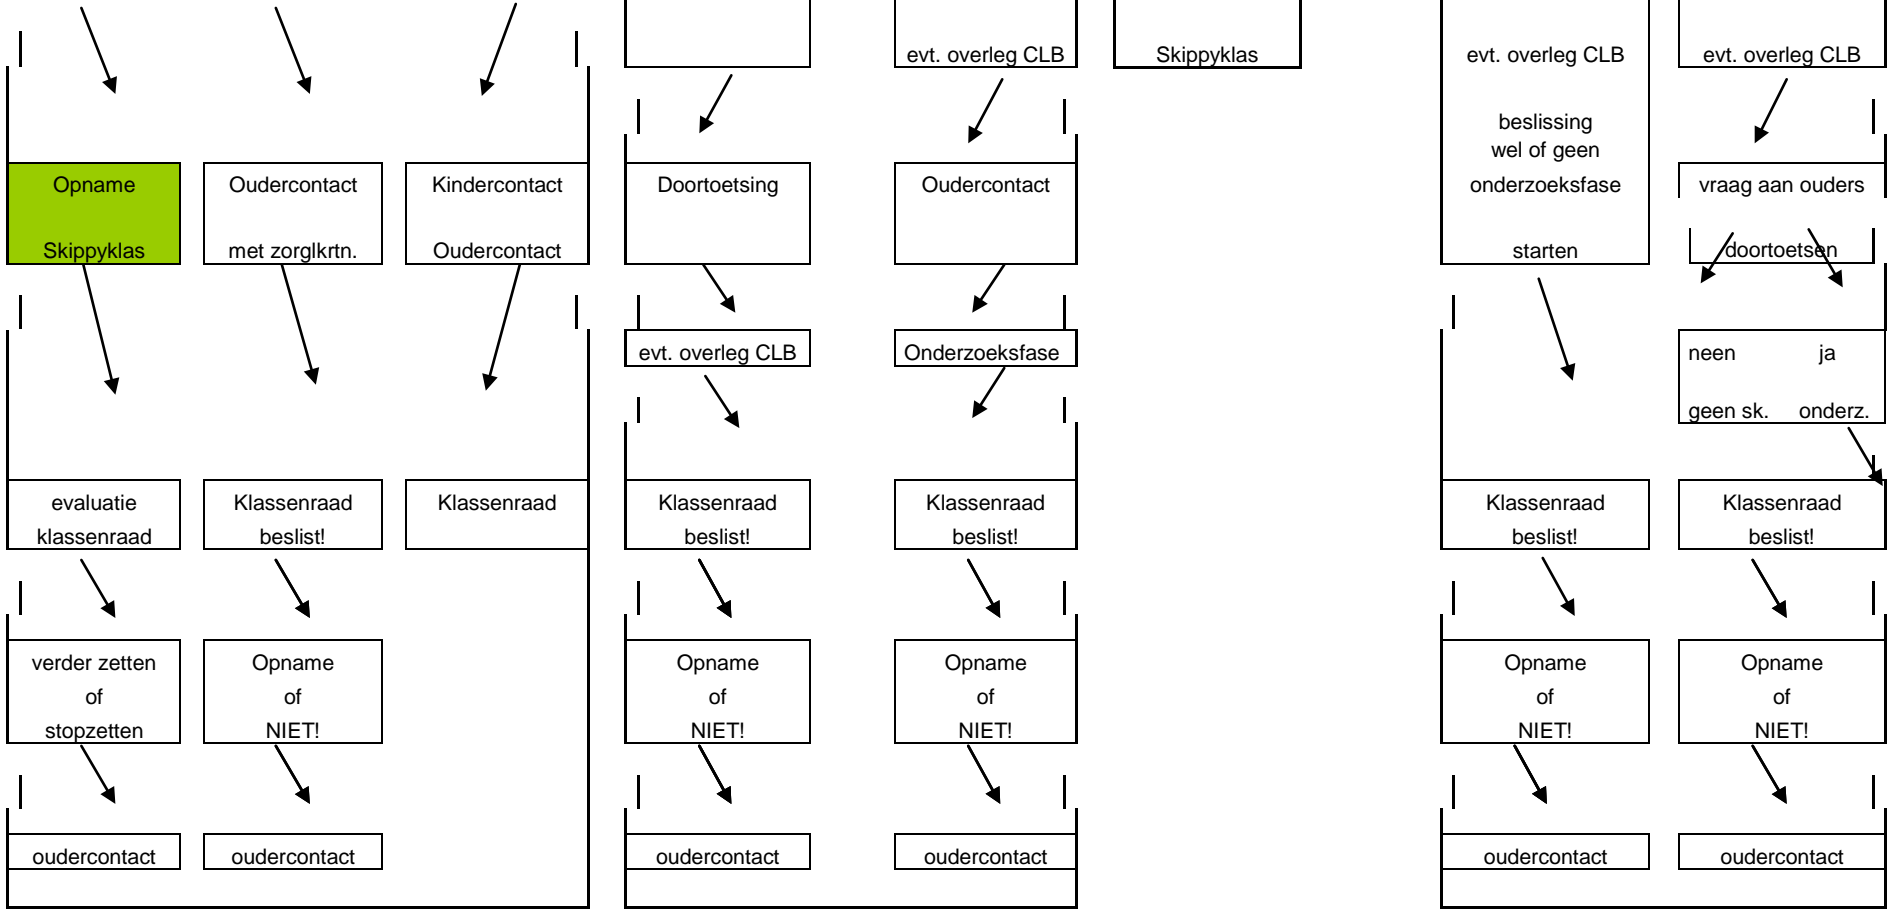 evt. overleg CLB
Skippyklas
evt. overleg CLB
evt. overleg CLB
beslissing
wel of geen
Opname
Oudercontact
Kindercontact
Doortoetsing
Oudercontact
onderzoeksfase
vraag aan ouders
Skippyklas
met zorglkrtn.
Oudercontact
starten
doortoetsen
evt. overleg CLB
Onderzoeksfase
neen ja
geen sk. onderz.
evaluatie
klassenraad
Klassenraad
beslist!
Klassenraad
Klassenraad
beslist!
Klassenraad
beslist!
Klassenraad
beslist!
Klassenraad
beslist!
verder zetten
of
stopzetten
Opname
of
NIET!
Opname
of
NIET!
Opname
of
NIET!
Opname
of
NIET!
Opname
of
NIET!
oudercontact
oudercontact
oudercontact
oudercontact
oudercontact
oudercontact